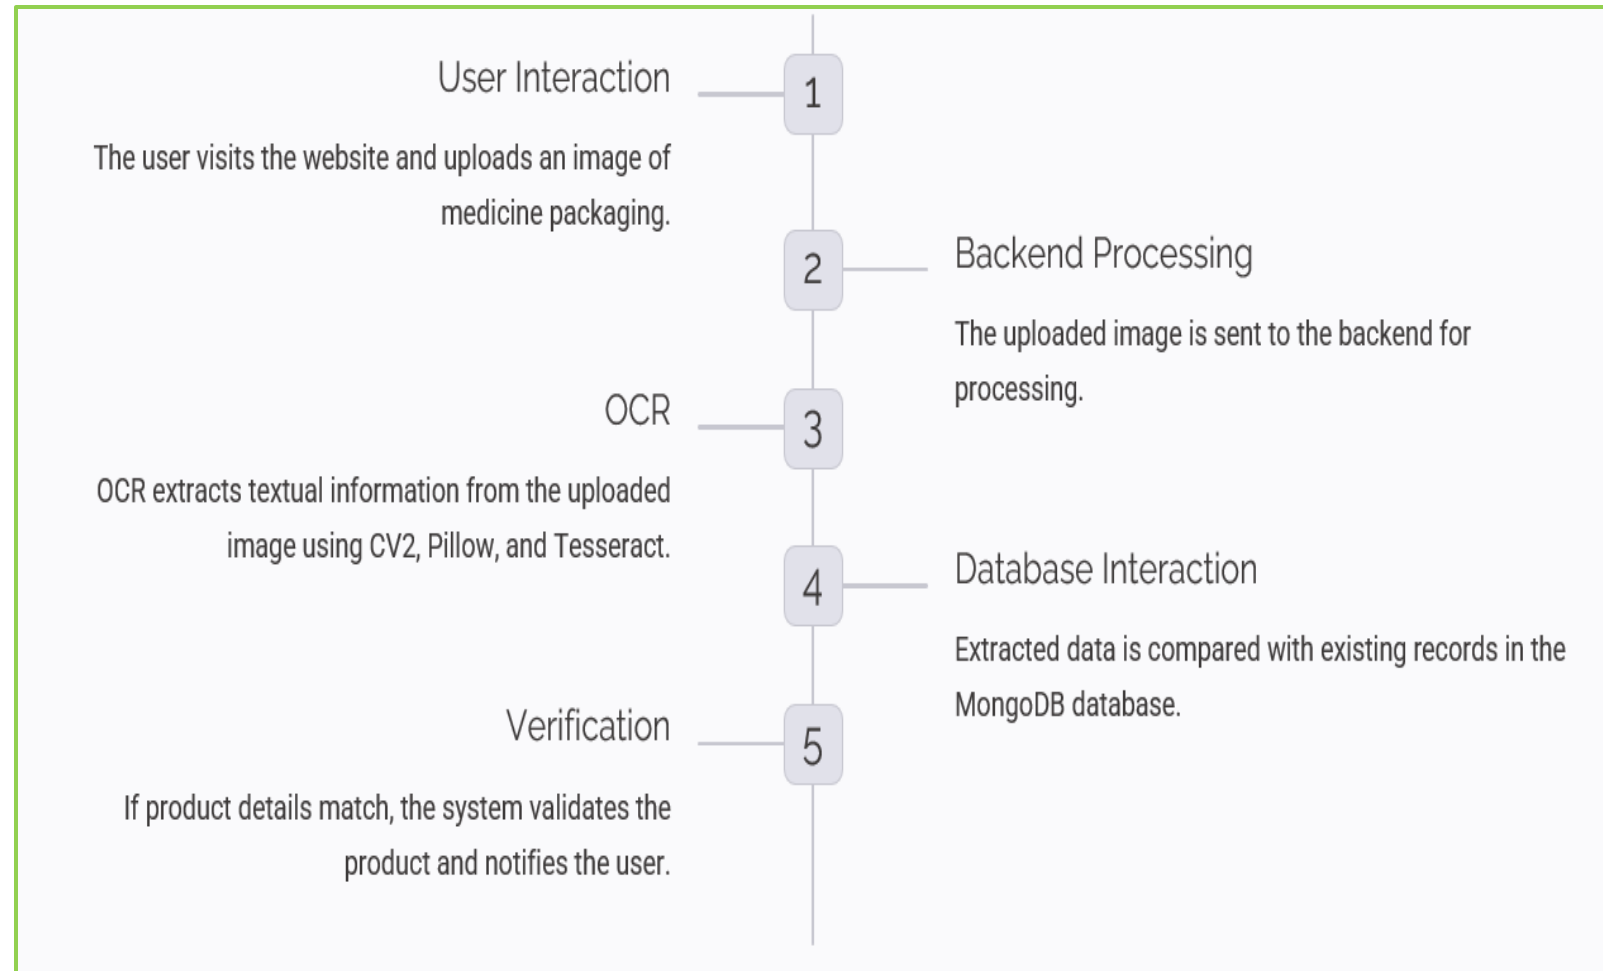 User Interaction
1
The user visits the website and uploads an image of
medicine packaging.
2
Backend Processing
The uploaded image is sent to the backend for
processing.
OCR
3
OCR extracts textual information from the uploaded
image using CV2, Pillow, and Tesseract.
4
Database Interaction
Extracted data is compared with existing records in the
MongoDB database.
Verification
5
If product details match, the system validates the
product and notifies the user.